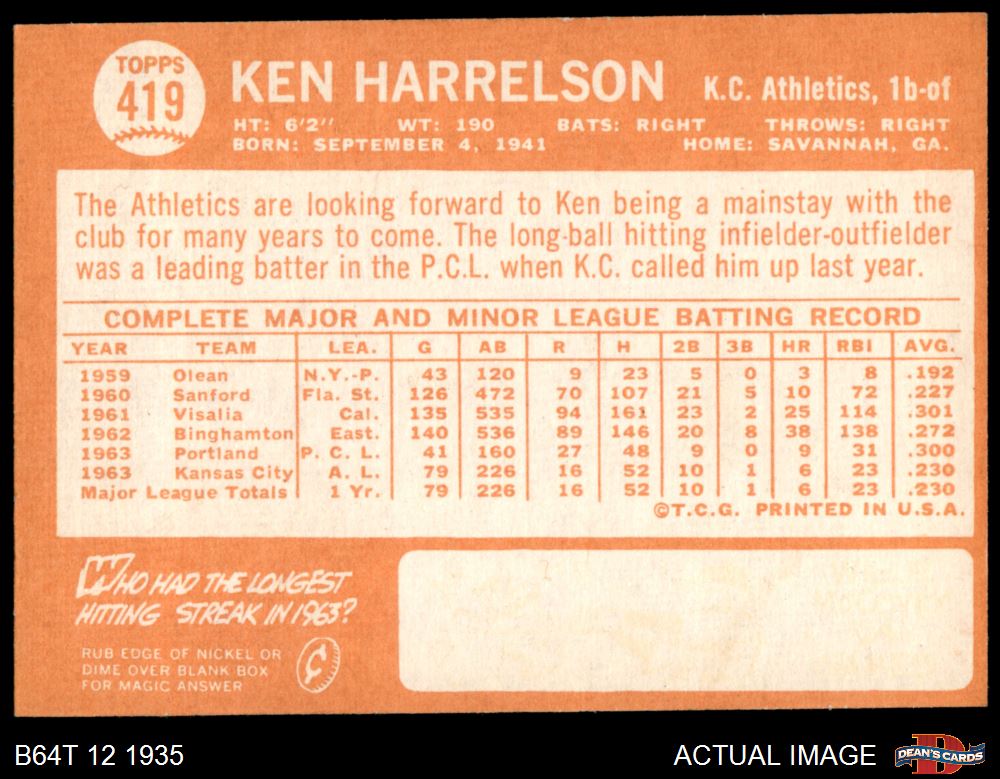 TOPPS
419
KEN HARRELSON K.C. Athletics, 1b-of
HT: 6'2" WT: 190 BATS: RIGHT THROWS: RIGHT
BORN: SEPTEMBER 4, 1941 HOME: SAVANNAH, GA.
The Athletics are looking forward to Ken being a mainstay with the
club for many years to come. The long-ball hitting infielder-outfielder
was a leading batter in the P.C.L. when K.C. called him up last year.
COMPLETE MAJOR AND MINOR LEAGUE BATTING RECORD
YEAR TEAM LEA. G AB R H 2B 3B HR RBI AVG.
1959 Olean N.Y.-P. 43 120 9 23 5 0 3 8 .192
1960 Sanford Fla. St. 126 472 70 107 21 5 10 72 .227
1961 Visalia Cal. 135 535 94 161 23 2 25 114 .301
1962 Binghamton East. 140 536 89 146 20 8 38 138 .272
1963 Portland P. C. L. 41 160 27 48 9 0 9 31 .300
1963 Kansas City A. L. 79 226 16 52 10 1 6 23 .230
Major League Totals 1 Yr. 79 226 16 52 10 1 6 23 .230
©T.C.G. PRINTED IN U.S.A.
WHO HAD THE LONGEST
HITTING STREAK IN 1963?
RUB EDGE OF NICKEL OR
DIME OVER BLANK BOX
FOR MAGIC ANSWER
B64T 12 1935 ACTUAL IMAGE DEAN'S CARDS